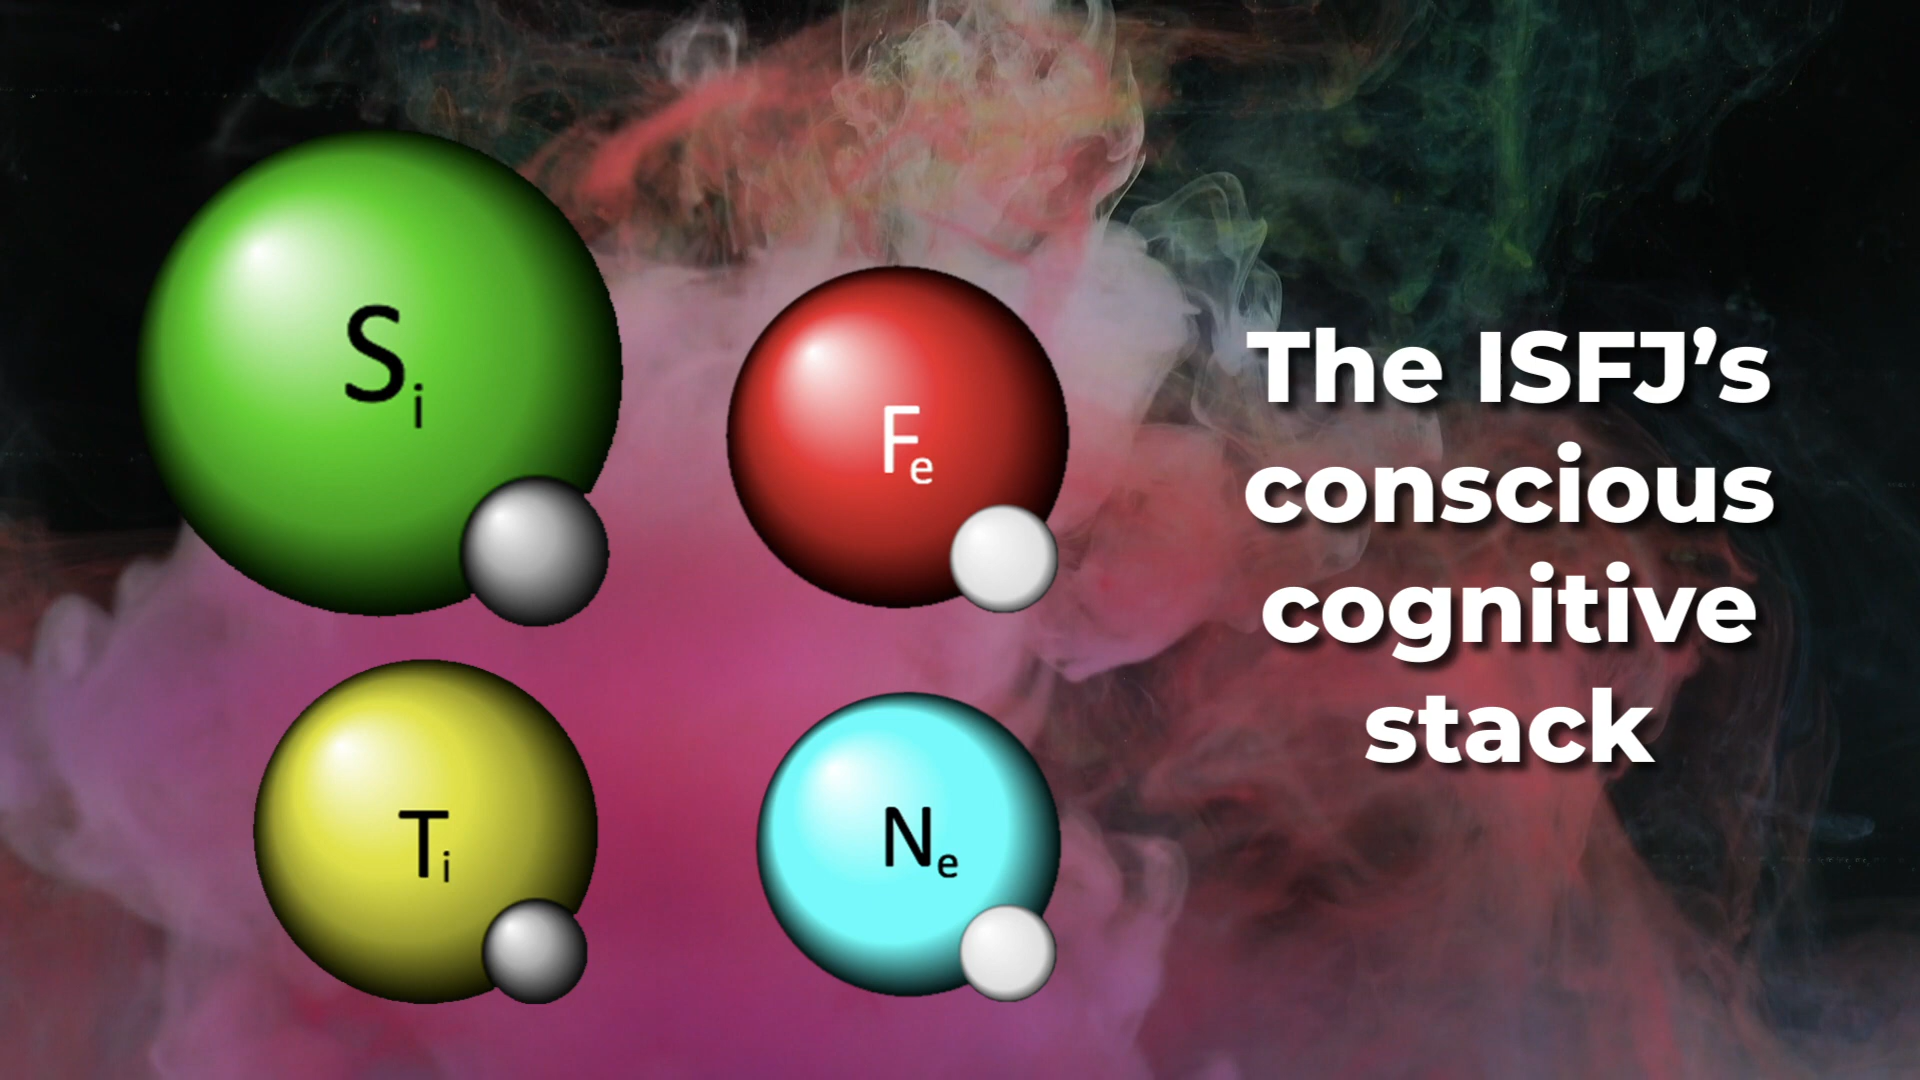 Si
Fe
Ti
Ne
The ISFJ’s
conscious
cognitive
stack